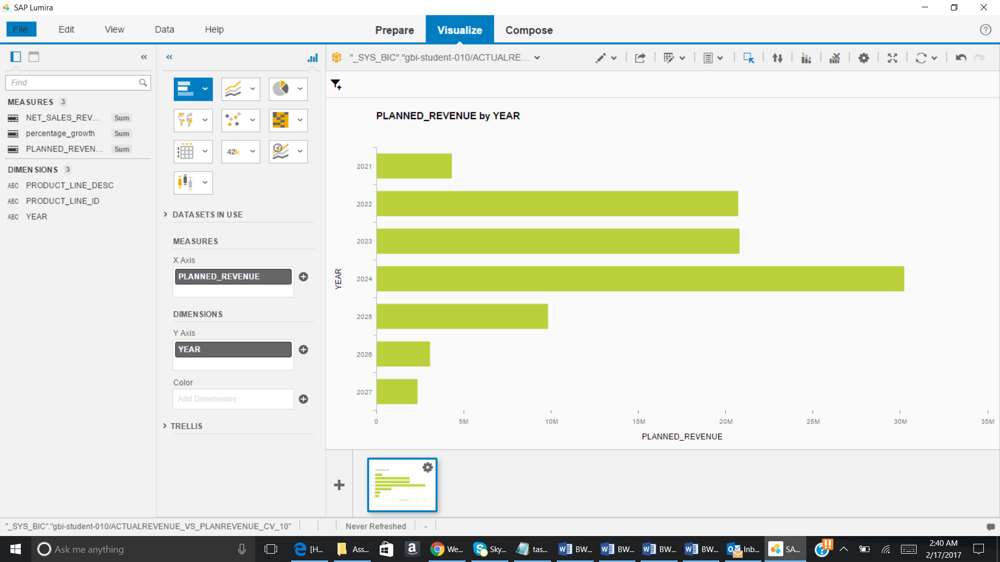 SAP Lumira
File Edit View Data Help Prepare Visualize Compose
"_SYS_BIC"."gbi-student-010/ACTUALRE...
Find
MEASURES 3
NET_SALES_REV... Sum
percentage_growth Sum
PLANNED_REVEN... Sum
DIMENSIONS 3
ABC PRODUCT_LINE_DESC
ABC PRODUCT_LINE_ID
ABC YEAR
42k
DATASETS IN USE
MEASURES
X Axis
PLANNED_REVENUE
DIMENSIONS
Y Axis
YEAR
Color
Add Dimensions
TRELLIS
PLANNED_REVENUE by YEAR
YEAR
2021
2022
2023
2024
2025
2026
2027
0 5M 10M 15M 20M 25M 30M 35M
PLANNED_REVENUE
"_SYS_BIC"."gbi-student-010/ACTUALREVENUE_VS_PLANREVENUE_CV_10" Never Refreshed -
Ask me anything [H... Ass... We... Sky... tas... BW... BW... BW... BW... Inb... SA... 2:40 AM
2/17/2017